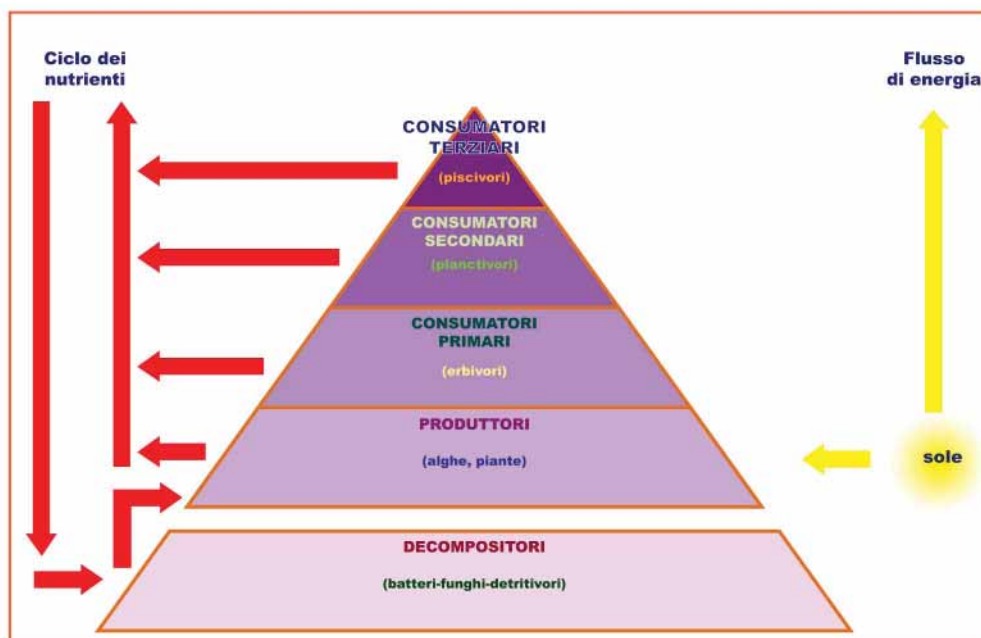 Ciclo dei
nutrienti
Flusso
di energia
CONSUMATORI
TERZIARI
(piscivori)
CONSUMATORI
SECONDARI
(planctivori)
CONSUMATORI
PRIMARI
(erbivori)
PRODUTTORI
(alghe, piante)
sole
DECOMPOSITORI
(batteri-funghi-detritivori)